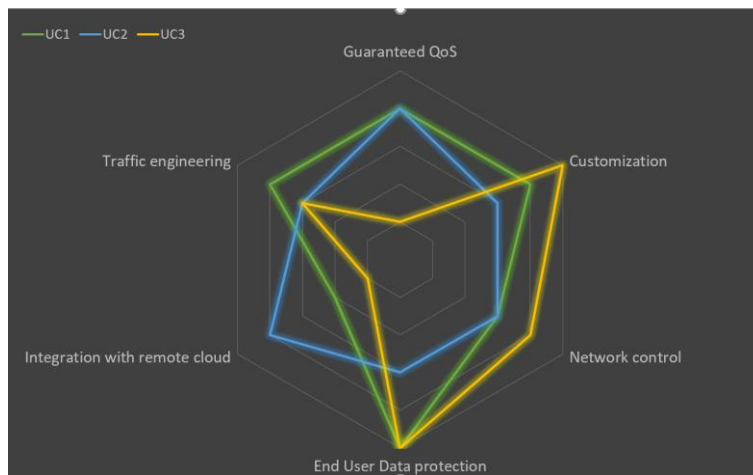 UC1 UC2 UC3
Guaranteed QoS
Traffic engineering
Customization
Integration with remote cloud
Network control
End User Data protection